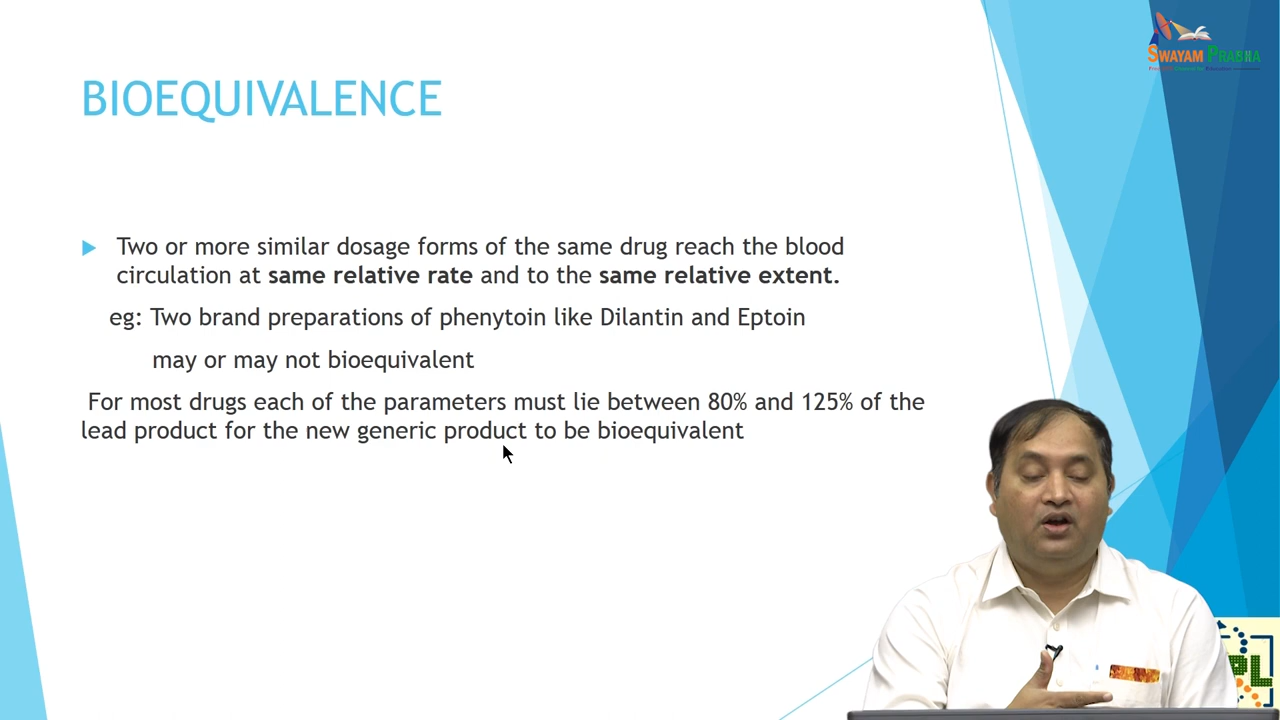 SWAYAM PRABHA
BIOEQUIVALENCE
Two or more similar dosage forms of the same drug reach the blood
circulation at same relative rate and to the same relative extent.
eg: Two brand preparations of phenytoin like Dilantin and Eptoin
may or may not bioequivalent
For most drugs each of the parameters must lie between 80% and 125% of the
lead product for the new generic product to be bioequivalent
PL